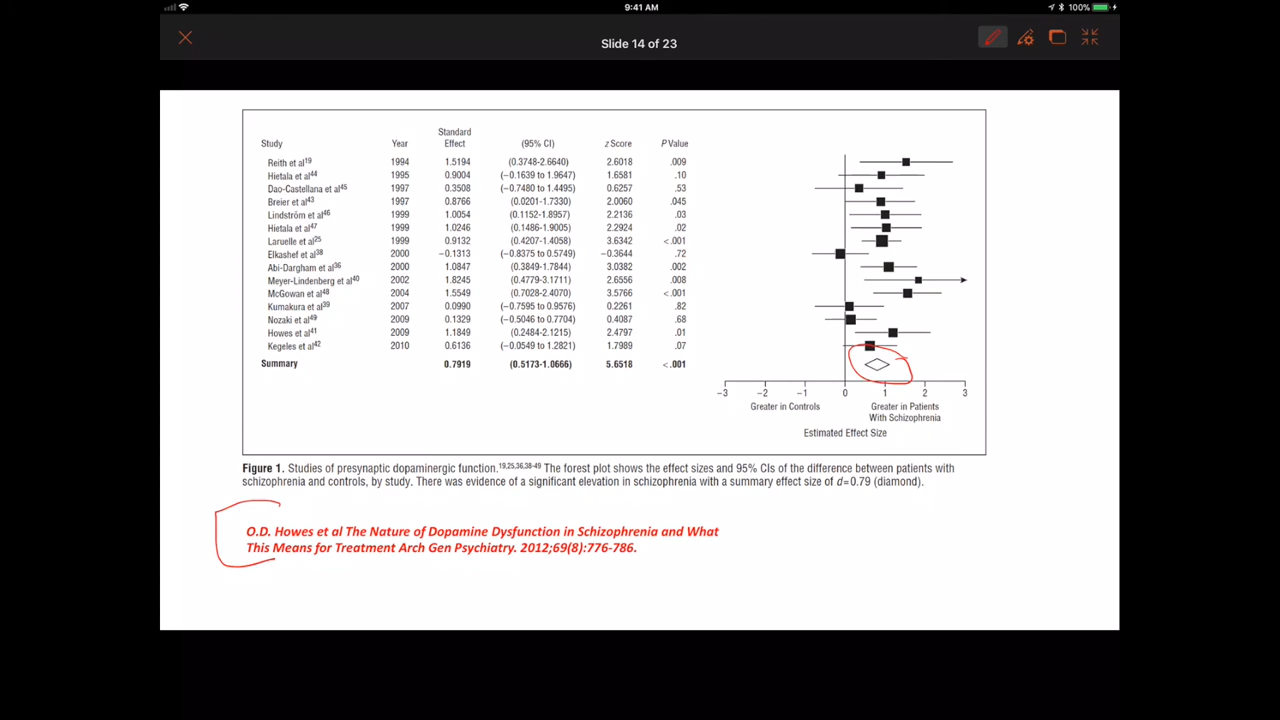 9:41 AM
100%
Slide 14 of 23
Standard
Study Year Effect (95% CI) z Score P Value
Reith et al19 1994 1.5194 (0.3748-2.6640) 2.6018 .009
Hietala et al44 1995 0.9004 (−0.1639 to 1.9647) 1.6581 .10
Dao-Castellana et al45 1997 0.3508 (−0.7480 to 1.4495) 0.6257 .53
Breier et al43 1997 0.8766 (0.0201-1.7330) 2.0060 .045
Lindström et al46 1999 1.0054 (0.1152-1.8957) 2.2136 .03
Hietala et al47 1999 1.0246 (0.1486-1.9005) 2.2924 .02
Laruelle et al25 1999 0.9132 (0.4207-1.4058) 3.6342 <.001
Elkashef et al38 2000 −0.1313 (−0.8375 to 0.5749) −0.3644 .72
Abi-Dargham et al36 2000 1.0847 (0.3849-1.7844) 3.0382 .002
Meyer-Lindenberg et al40 2002 1.8245 (0.4779-3.1711) 2.6556 .008
McGowan et al48 2004 1.5549 (0.7028-2.4070) 3.5766 <.001
Kumakura et al39 2007 0.0990 (−0.7595 to 0.9576) 0.2261 .82
Nozaki et al49 2009 0.1329 (−0.5046 to 0.7704) 0.4087 .68
Howes et al41 2009 1.1849 (0.2484-2.1215) 2.4797 .01
Kegeles et al42 2010 0.6136 (−0.0549 to 1.2821) 1.7989 .07
Summary 0.7919 (0.5173-1.0666) 5.6518 <.001
−3 −2 −1 0 1 2 3
Greater in Controls Greater in Patients
With Schizophrenia
Estimated Effect Size
Figure 1. Studies of presynaptic dopaminergic function.19,25,36,38-49 The forest plot shows the effect sizes and 95% CIs of the difference between patients with
schizophrenia and controls, by study. There was evidence of a significant elevation in schizophrenia with a summary effect size of d=0.79 (diamond).
O.D. Howes et al The Nature of Dopamine Dysfunction in Schizophrenia and What
This Means for Treatment Arch Gen Psychiatry. 2012;69(8):776-786.